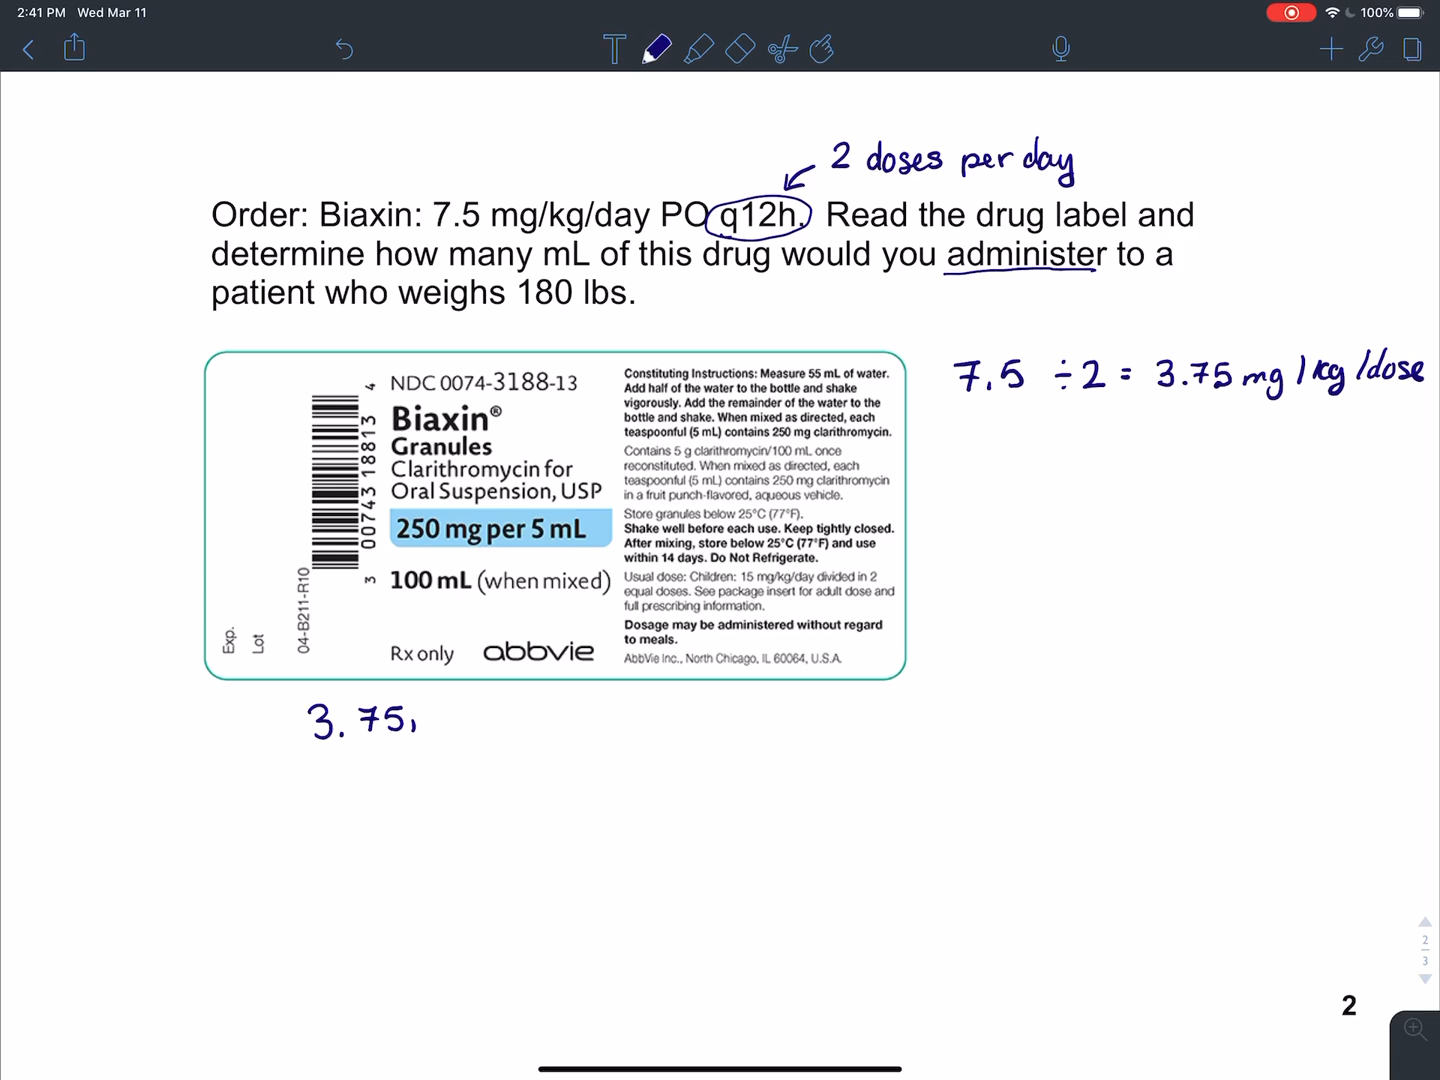 2:41 PM Wed Mar 11
100%
T
2 doses per day
Order: Biaxin: 7.5 mg/kg/day PO q12h. Read the drug label and
determine how many mL of this drug would you administer to a
patient who weighs 180 lbs.
7.5 ÷ 2 = 3.75 mg / kg /dose
Exp.
Lot
04-B211-R10
3 00743 18813 4
NDC 0074-3188-13
Biaxin®
Granules
Clarithromycin for
Oral Suspension, USP
250 mg per 5 mL
100 mL (when mixed)
Rx only abbvie
Constituting Instructions: Measure 55 mL of water.
Add half of the water to the bottle and shake
vigorously. Add the remainder of the water to the
bottle and shake. When mixed as directed, each
teaspoonful (5 mL) contains 250 mg clarithromycin.
Contains 5 g clarithromycin/100 mL once
reconstituted. When mixed as directed, each
teaspoonful (5 mL) contains 250 mg clarithromycin
in a fruit punch-flavored, aqueous vehicle.
Store granules below 25°C (77°F).
Shake well before each use. Keep tightly closed.
After mixing, store below 25°C (77°F) and use
within 14 days. Do Not Refrigerate.
Usual dose: Children: 15 mg/kg/day divided in 2
equal doses. See package insert for adult dose and
full prescribing information.
Dosage may be administered without regard
to meals.
AbbVie Inc., North Chicago, IL 60064, U.S.A.
3.75
2
3
2